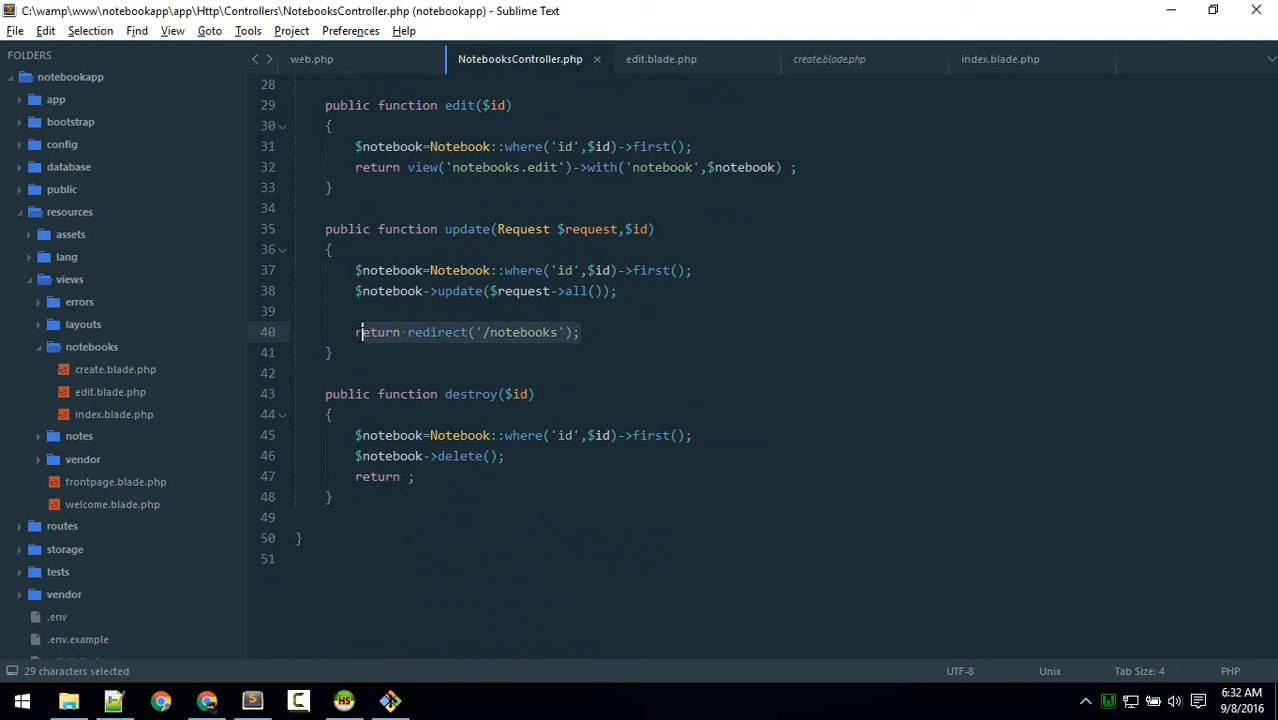 C:\wamp\www\notebookapp\app\Http\Controllers\NotebooksController.php (notebookapp) - Sublime Text
File Edit Selection Find View Goto Tools Project Preferences Help
FOLDERS
notebookapp
app
bootstrap
config
database
public
resources
assets
lang
views
errors
layouts
notebooks
create.blade.php
edit.blade.php
index.blade.php
notes
vendor
frontpage.blade.php
welcome.blade.php
routes
storage
tests
vendor
.env
.env.example
web.php NotebooksController.php × edit.blade.php create.blade.php index.blade.php
28
29 public function edit($id)
30 {
31 $notebook=Notebook::where('id',$id)->first();
32 return view('notebooks.edit')->with('notebook',$notebook) ;
33 }
34
35 public function update(Request $request,$id)
36 {
37 $notebook=Notebook::where('id',$id)->first();
38 $notebook->update($request->all());
39
40 return redirect('/notebooks');
41 }
42
43 public function destroy($id)
44 {
45 $notebook=Notebook::where('id',$id)->first();
46 $notebook->delete();
47 return ;
48 }
49
50 }
51
29 characters selected UTF-8 Unix Tab Size: 4 PHP
6:32 AM
9/8/2016